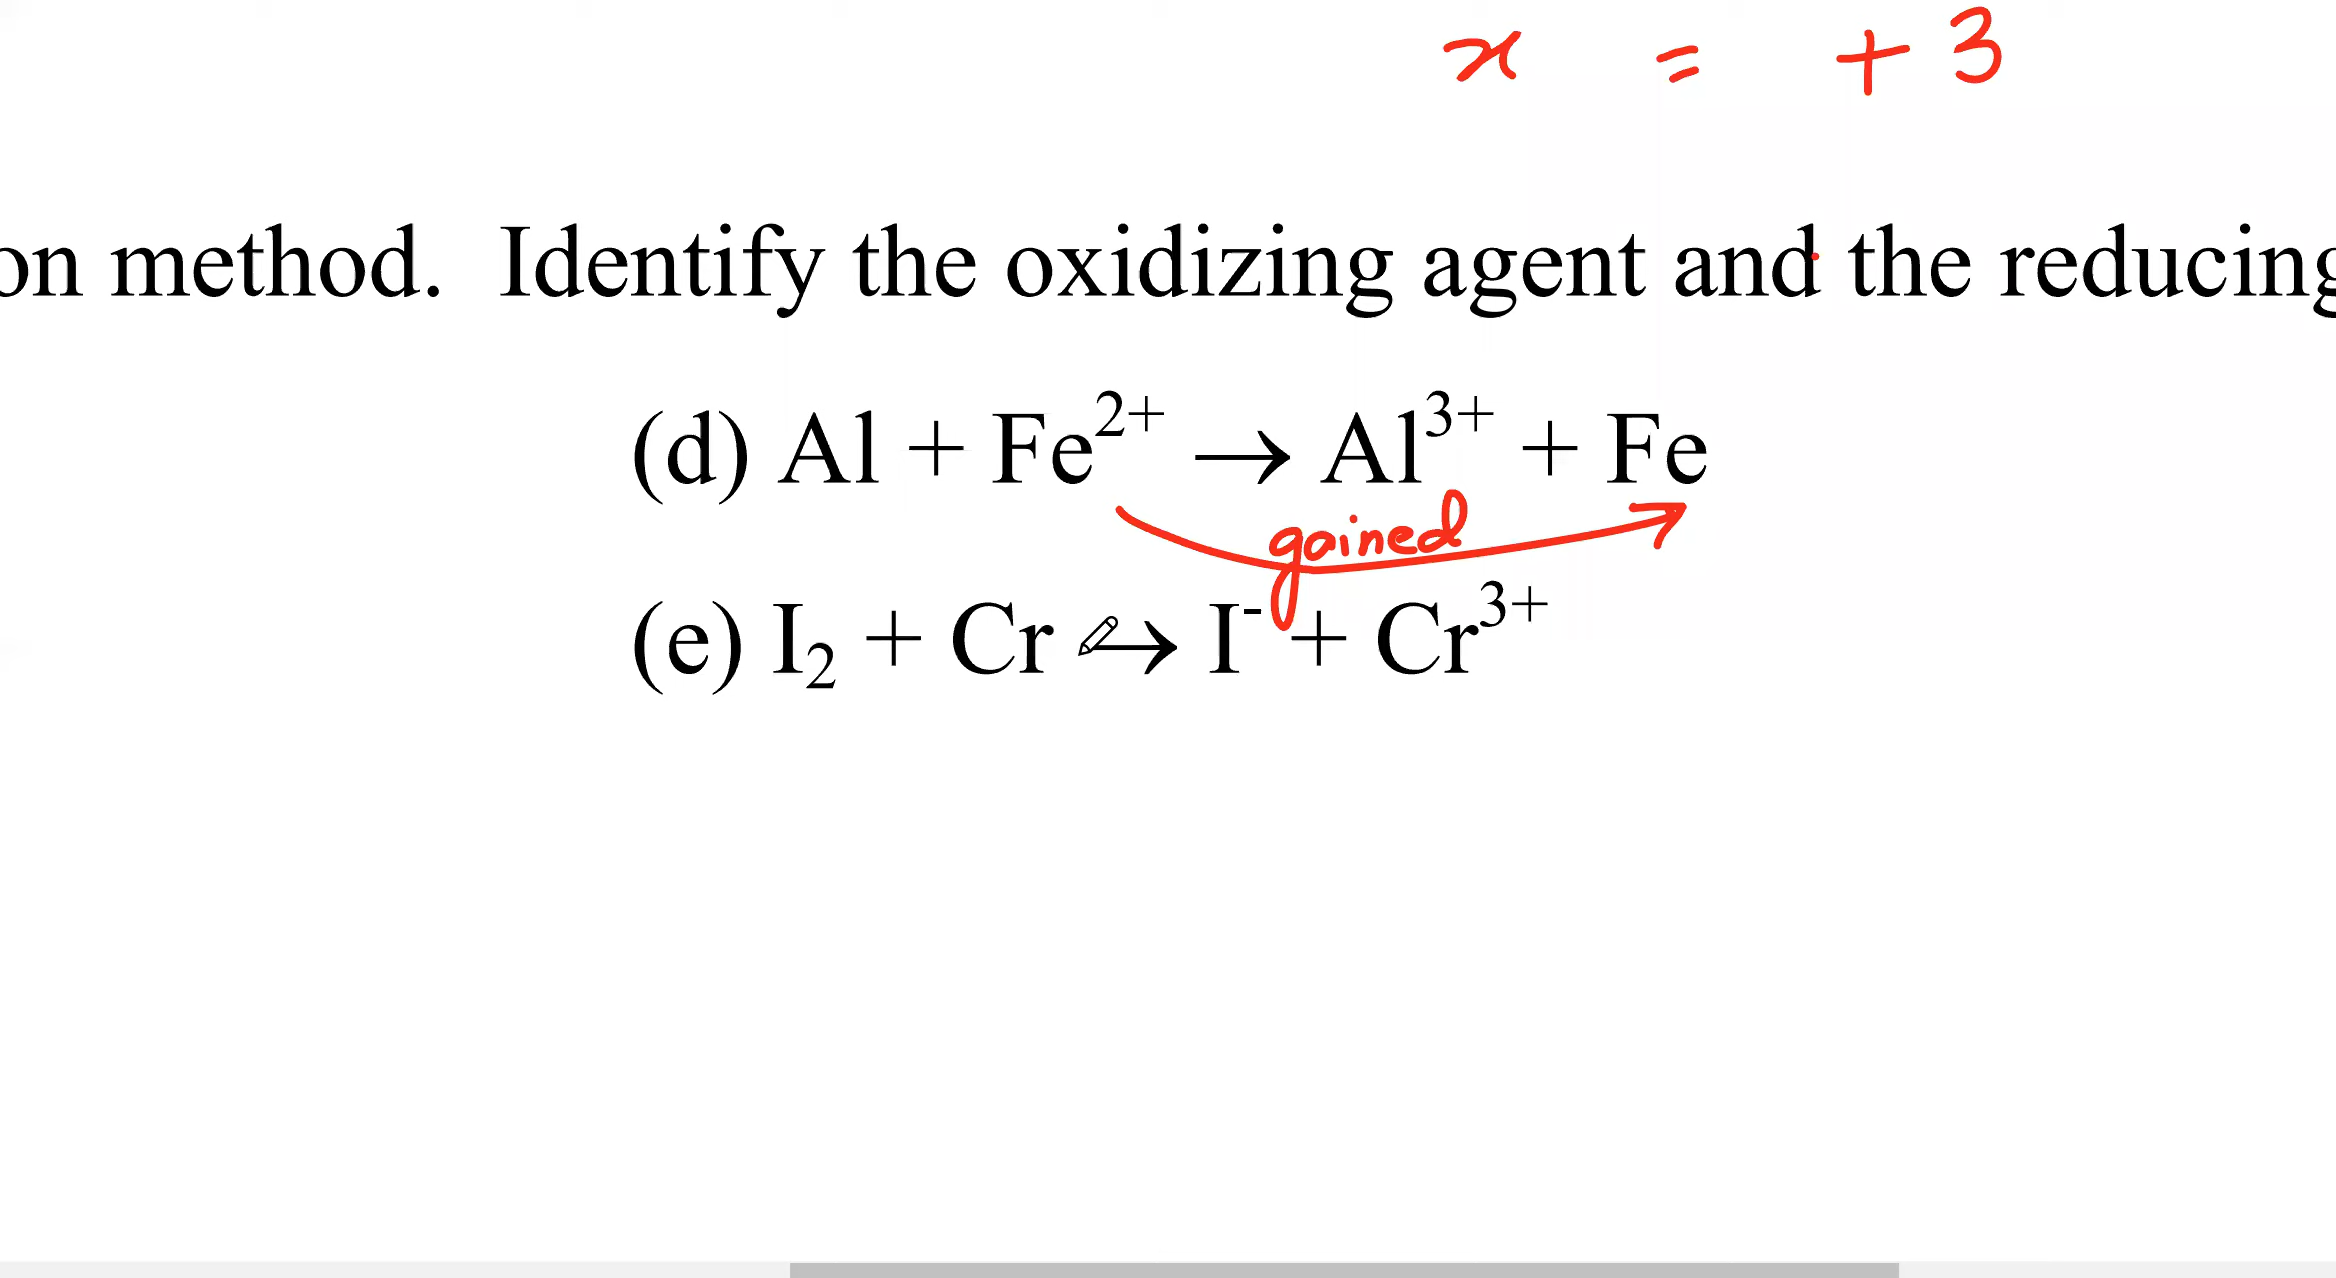 x = +3
on method. Identify the oxidizing agent and the reducing
(d) Al + Fe²⁺ → Al³⁺ + Fe
gained
(e) I₂ + Cr → I⁻ + Cr³⁺